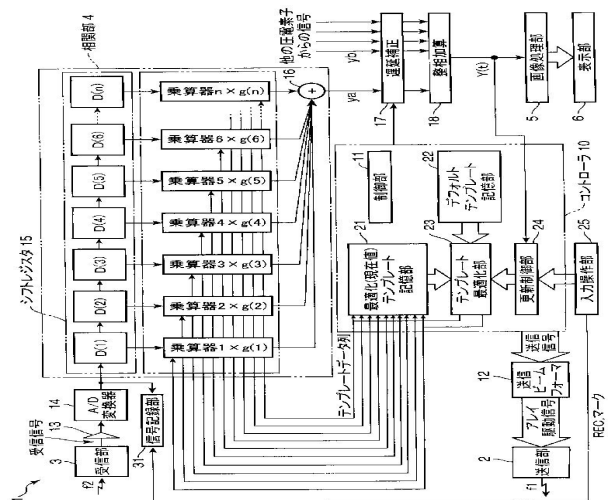 相関部 4
シフトレジスタ 15
D(1)
D(2)
D(3)
D(4)
D(5)
D(6)
D(n)
乗算器1×g(1)
乗算器2×g(2)
乗算器3×g(3)
乗算器4×g(4)
乗算器5×g(5)
乗算器6×g(6)
乗算器n×g(n)
16
+
他の圧電素子
からの信号
ya
yb
遅延補正
17
整相加算
18
Y(t)
画像処理部
5
表示部
6
コントローラ 10
制御部
11
デフォルト
テンプレート
記憶部
22
最適化(現在値)
テンプレート
記憶部
21
テンプレート
最適化部
23
更新制御部
24
入力操作部
25
テンプレートデータ列
送信信号
送信
ビーム
フォーマ
12
アレイ
駆動信号
送信部
2
f1
REC.マーク
1
f2
受信部
3
受信信号
13
A/D
変換器
14
信号記録部
31